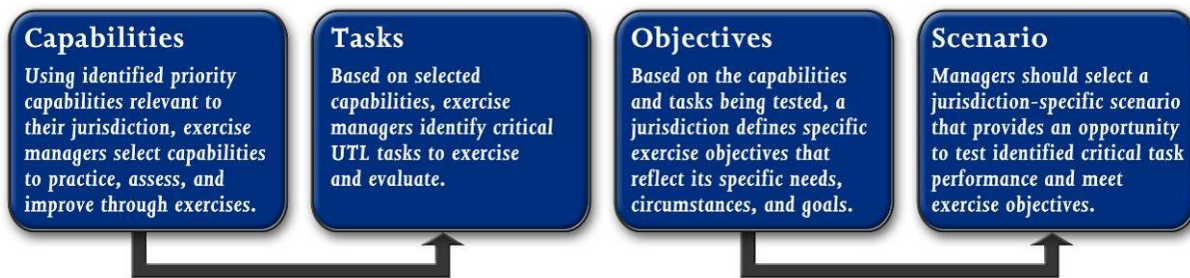 Capabilities
Using identified priority
capabilities relevant to
their jurisdiction, exercise
managers select capabilities
to practice, assess, and
improve through exercises.
Tasks
Based on selected
capabilities, exercise
managers identify critical
UTL tasks to exercise
and evaluate.
Objectives
Based on the capabilities
and tasks being tested, a
jurisdiction defines specific
exercise objectives that
reflect its specific needs,
circumstances, and goals.
Scenario
Managers should select a
jurisdiction-specific scenario
that provides an opportunity
to test identified critical task
performance and meet
exercise objectives.